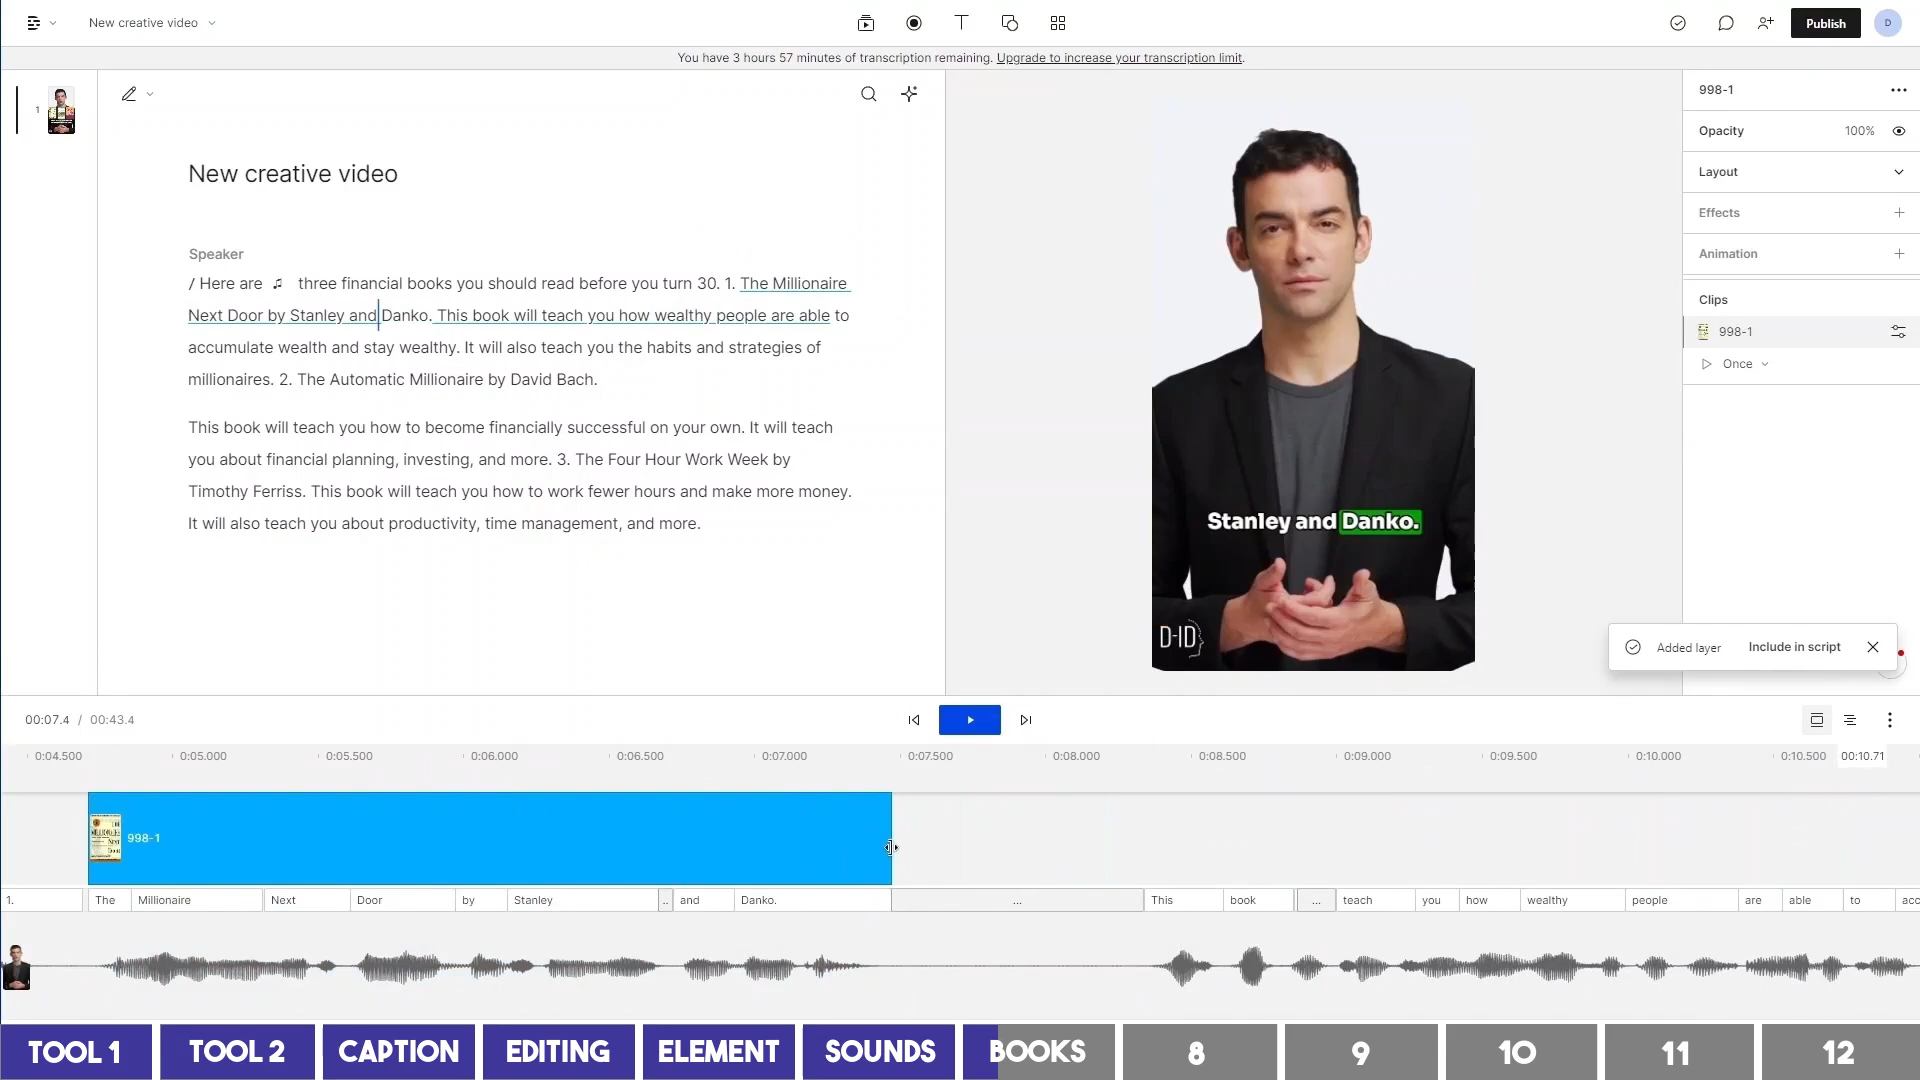 New creative video
Publish
D
You have 3 hours 57 minutes of transcription remaining. Upgrade to increase your transcription limit.
1
New creative video
Speaker
/ Here are ♫ three financial books you should read before you turn 30. 1. The Millionaire
Next Door by Stanley and Danko. This book will teach you how wealthy people are able to
accumulate wealth and stay wealthy. It will also teach you the habits and strategies of
millionaires. 2. The Automatic Millionaire by David Bach.
This book will teach you how to become financially successful on your own. It will teach
you about financial planning, investing, and more. 3. The Four Hour Work Week by
Timothy Ferriss. This book will teach you how to work fewer hours and make more money.
It will also teach you about productivity, time management, and more.
Stanley and Danko.
D-ID
998-1
Opacity 100%
Layout
Effects
Animation
Clips
998-1
Once
Added layer Include in script
00:07.4 / 00:43.4
0:04.500 0:05.000 0:05.500 0:06.000 0:06.500 0:07.000 0:07.500 0:08.000 0:08.500 0:09.000 0:09.500 0:10.000 0:10.500 00:10.71
998-1
1. The Millionaire Next Door by Stanley .. and Danko. ... This book ... teach you how wealthy people are able to acc
TOOL 1 TOOL 2 CAPTION EDITING ELEMENT SOUNDS BOOKS 8 9 10 11 12